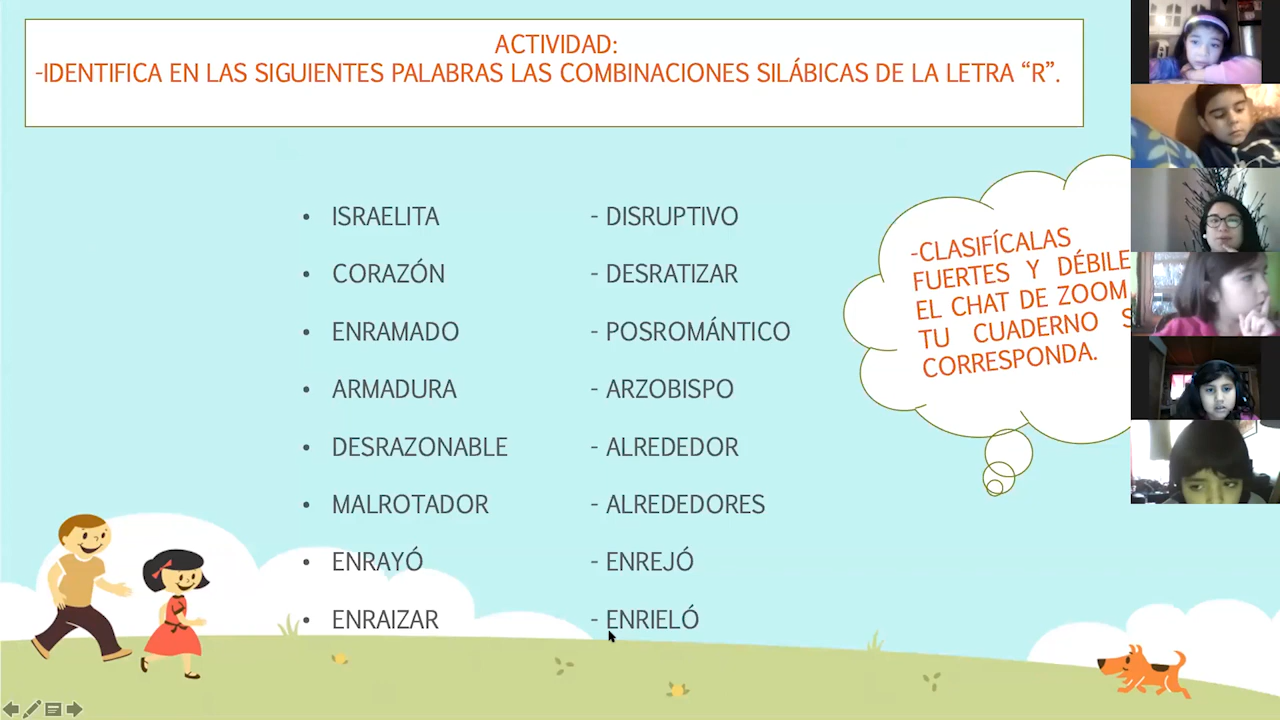 ACTIVIDAD:
-IDENTIFICA EN LAS SIGUIENTES PALABRAS LAS COMBINACIONES SILÁBICAS DE LA LETRA “R”.
• ISRAELITA
• CORAZÓN
• ENRAMADO
• ARMADURA
• DESRAZONABLE
• MALROTADOR
• ENRAYÓ
• ENRAIZAR
- DISRUPTIVO
- DESRATIZAR
- POSROMÁNTICO
- ARZOBISPO
- ALREDEDOR
- ALREDEDORES
- ENREJÓ
- ENRIELÓ
-CLASIFÍCALAS
FUERTES Y DÉBILE
EL CHAT DE ZOOM
TU CUADERNO S
CORRESPONDA.